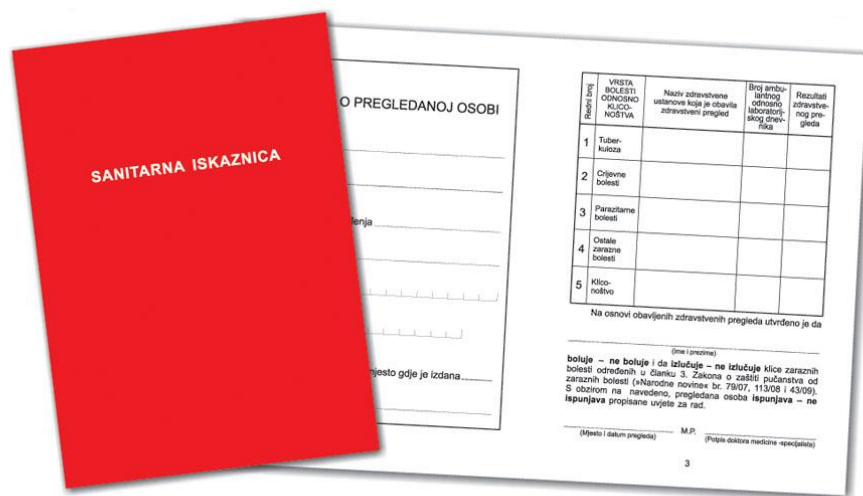 SANITARNA ISKAZNICA
O PREGLEDANOJ OSOBI
njesto gdje je izdana
Redni broj
VRSTA
BOLESTI
ODNOSNO
KLICO-
NOŠTVA
Naziv zdravstvene
ustanove koja je obavila
zdravstveni pregled
Broj ambu-
lantnog
odnosno
laboratorij-
skog dnev-
nika
Rezultati
zdravstve-
nog pre-
gleda
1 Tuber-
kuloza
2 Crijevne
bolesti
3 Parazitarne
bolesti
4 Ostale
zarazne
bolesti
5 Klico-
noštvo
Na osnovi obavljenih zdravstvenih pregleda utvrđeno je da
(ime i prezime)
boluje – ne boluje i da izlučuje – ne izlučuje klice zaraznih
bolesti određenih u članku 3. Zakona o zaštiti pučanstva od
zaraznih bolesti (»Narodne novine« br. 79/07, 113/08 i 43/09).
S obzirom na navedeno, pregledana osoba ispunjava – ne
ispunjava propisane uvjete za rad.
M.P.
(Mjesto i datum pregleda)
(Potpis doktora medicine -specijalista)
3